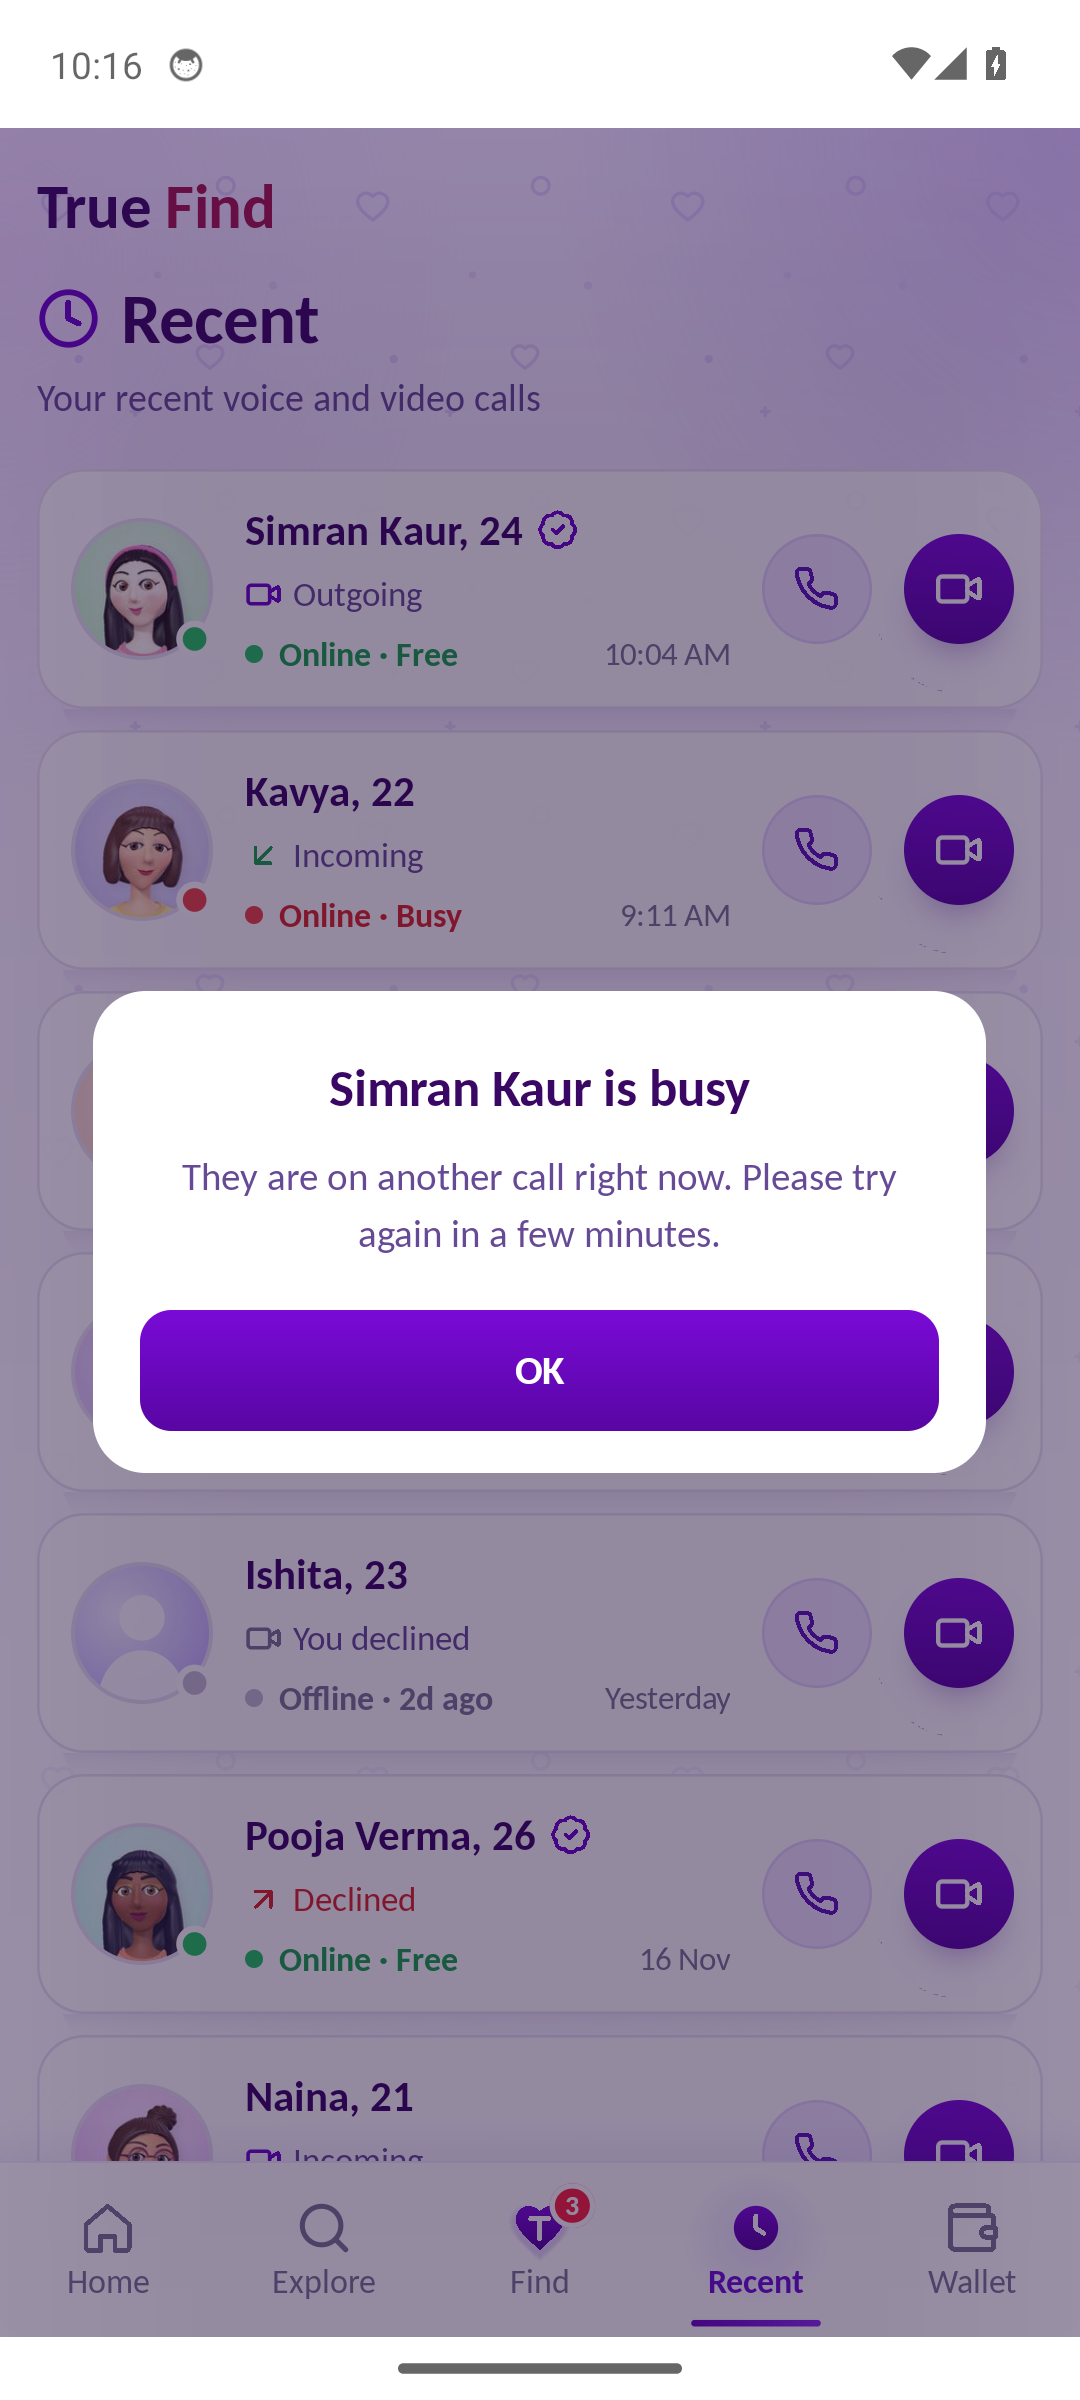 10:16
True Find
Recent
Your recent voice and video calls
Simran Kaur, 24
Outgoing
Online · Free 10:04 AM
Kavya, 22
Incoming
Online · Busy 9:11 AM
Simran Kaur is busy
They are on another call right now. Please try
again in a few minutes.
OK
Ishita, 23
You declined
Offline · 2d ago Yesterday
Pooja Verma, 26
Declined
Online · Free 16 Nov
Naina, 21
Incoming
T 3
Home Explore Find Recent Wallet